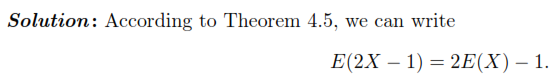 Solution: According to Theorem 4.5, we can write
E(2X − 1) = 2E(X) − 1.